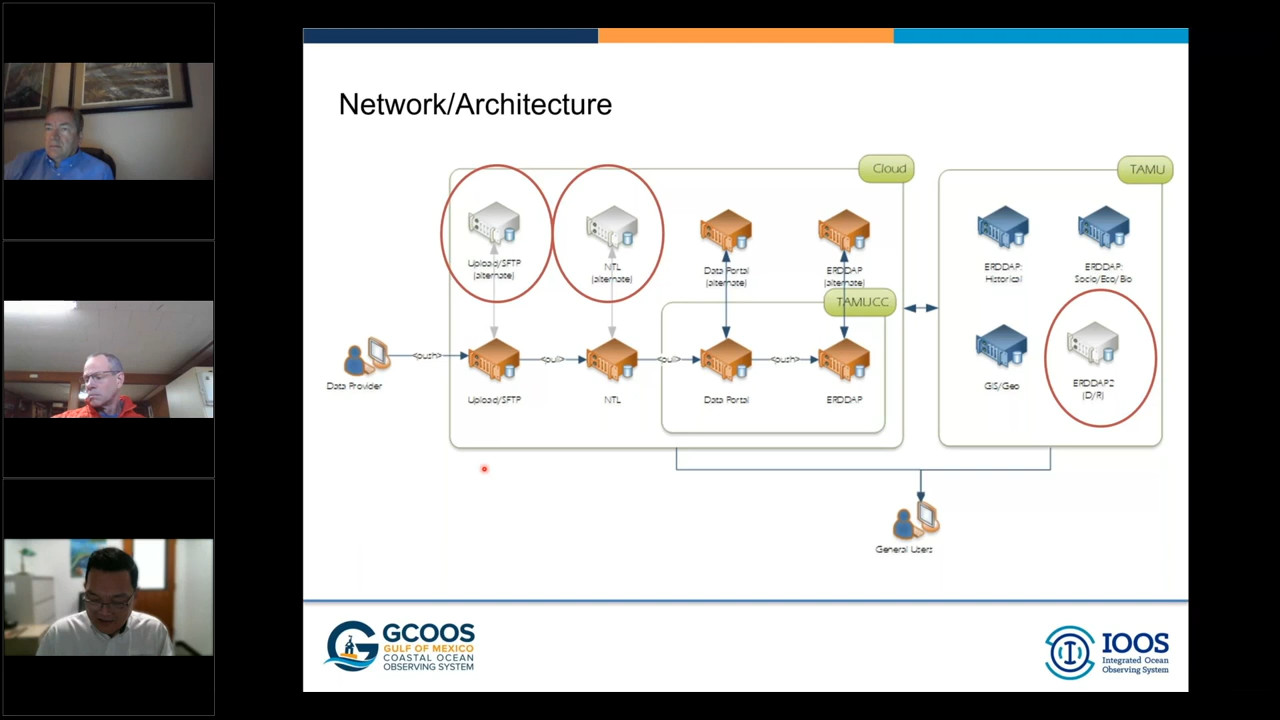 Network/Architecture
Cloud
TAMU
Upload/SFTP
(alternate)
NTL
(alternate)
Data Portal
(alternate)
ERDDAP
(alternate)
ERDDAP:
Historical
ERDDAP:
Socio/Eco/Bio
TAMUCC
<push>
<pull>
<pull>
<push>
Data Provider
Upload/SFTP
NTL
Data Portal
ERDDAP
GIS/Geo
ERDDAP2
(D/R)
General Users
GCOOS
GULF OF MEXICO
COASTAL OCEAN
OBSERVING SYSTEM
IOOS
Integrated Ocean
Observing System